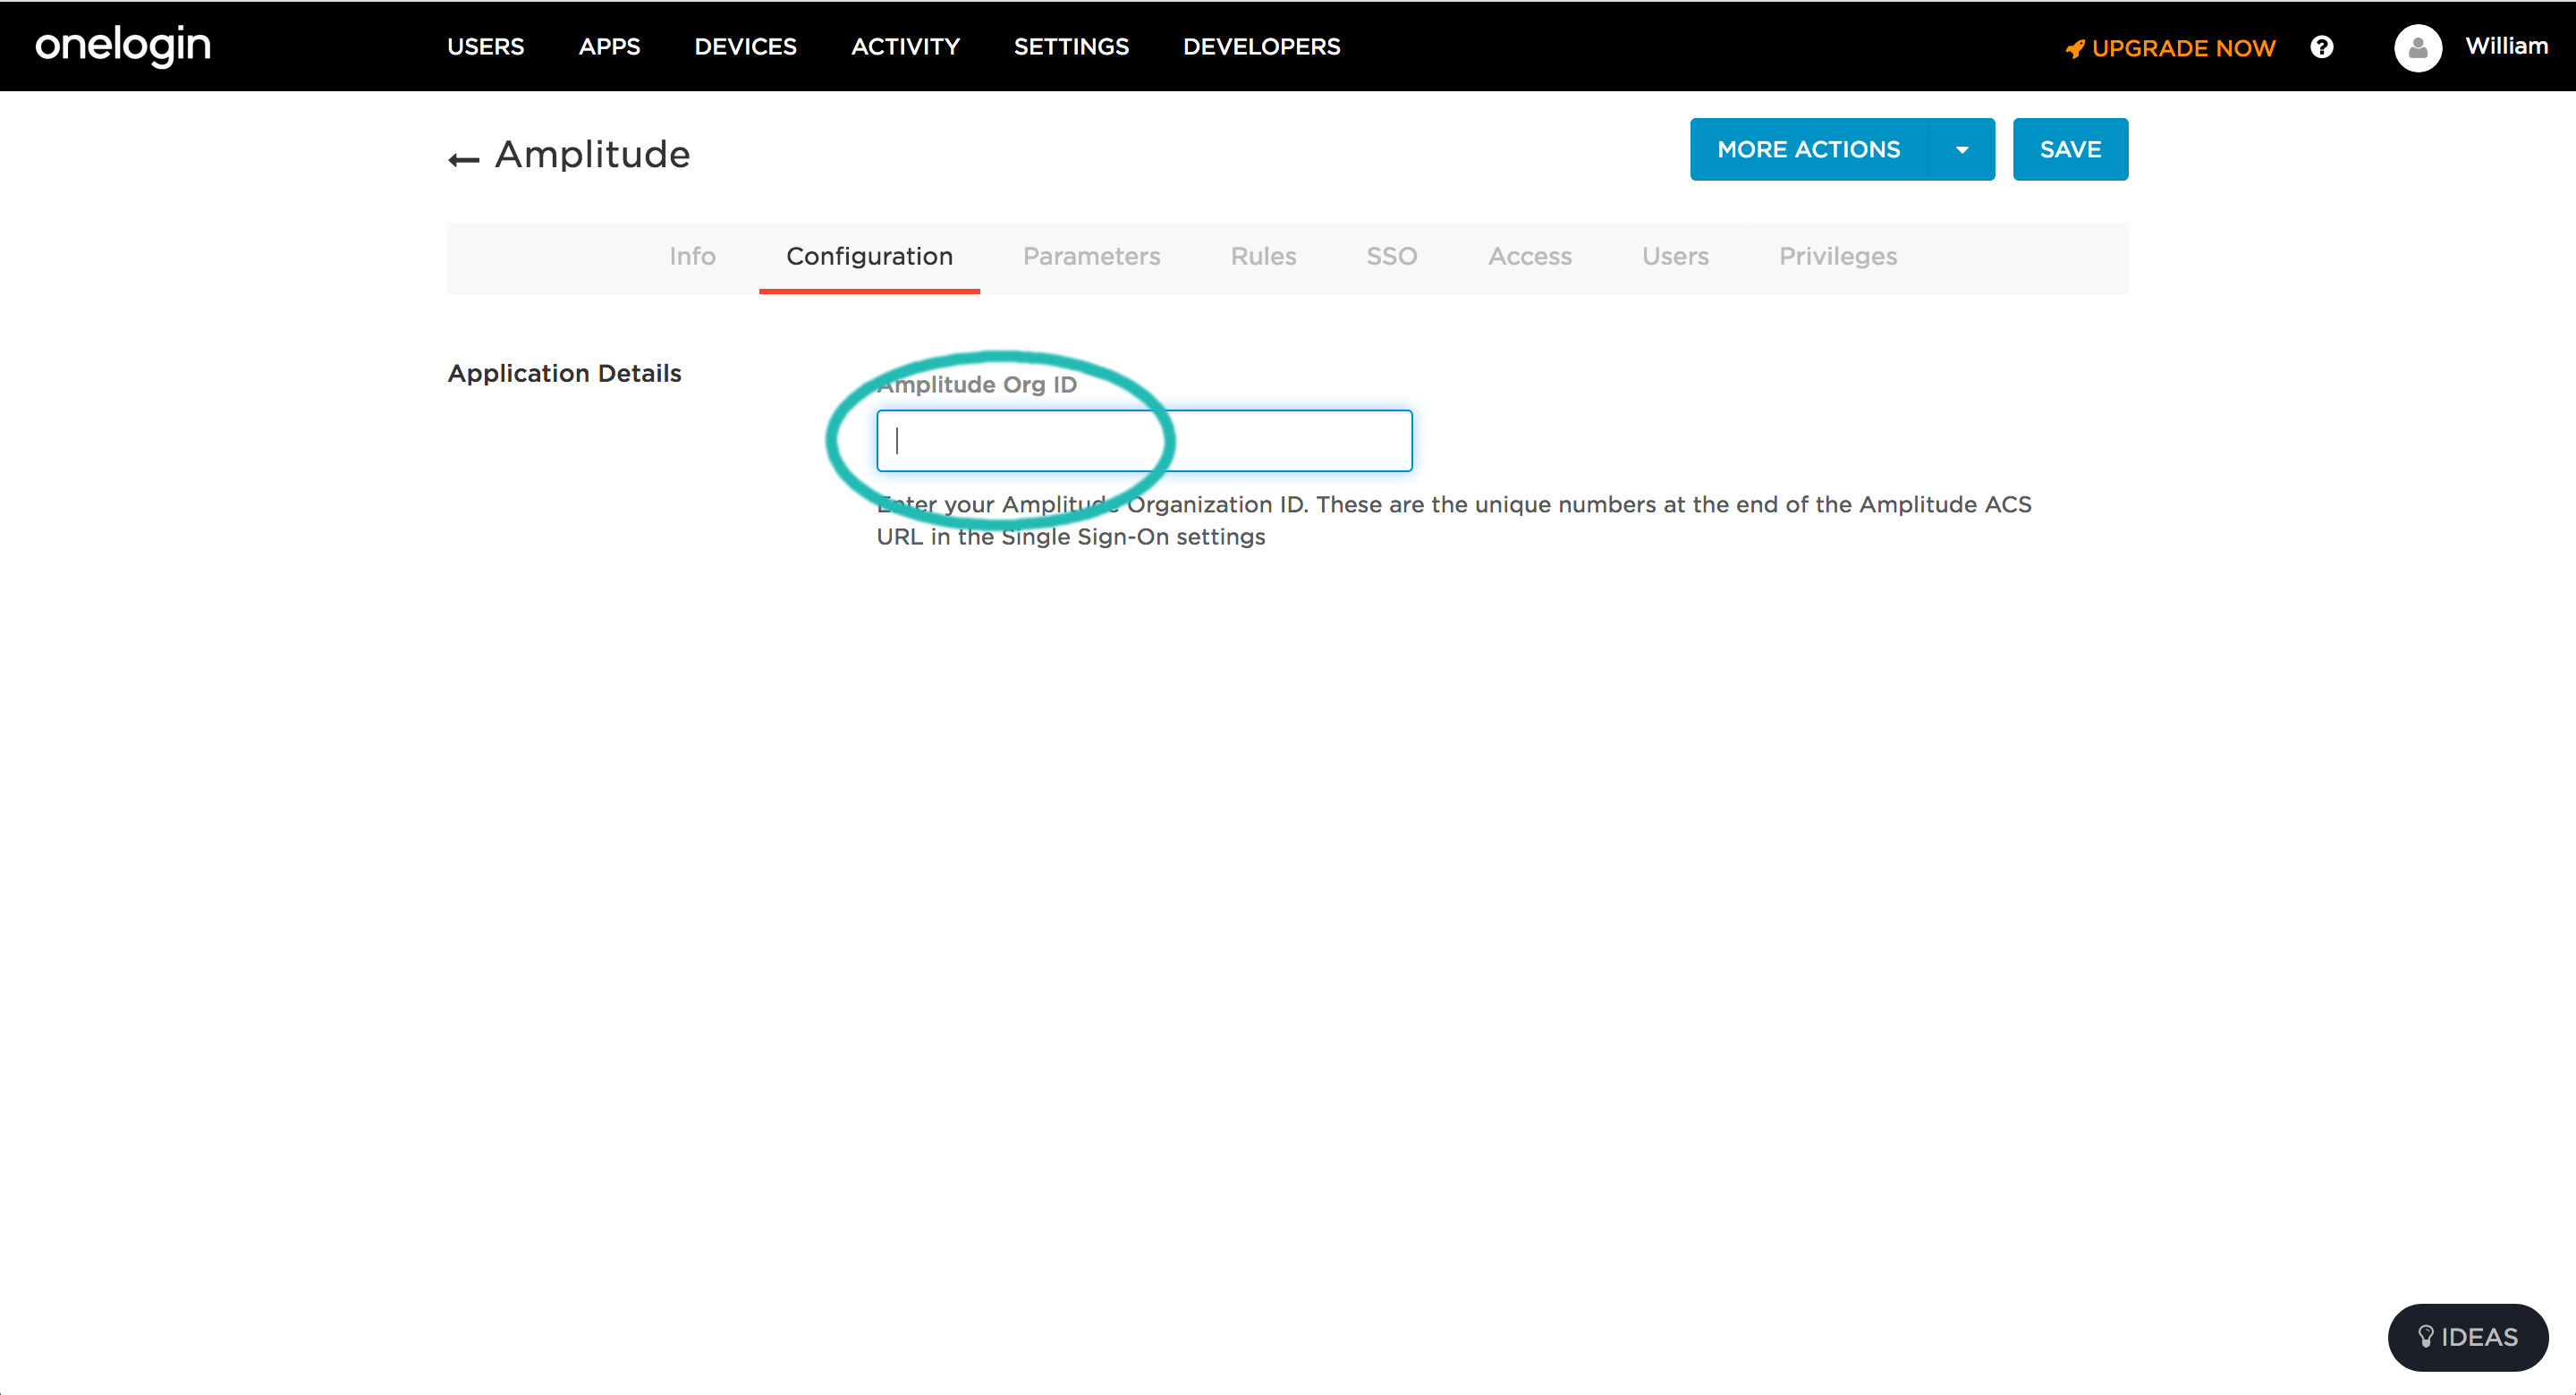 onelogin
USERS APPS DEVICES ACTIVITY SETTINGS DEVELOPERS
UPGRADE NOW ? William
Amplitude
MORE ACTIONS SAVE
Info Configuration Parameters Rules SSO Access Users Privileges
Application Details
Amplitude Org ID
Enter your Amplitude Organization ID. These are the unique numbers at the end of the Amplitude ACS
URL in the Single Sign-On settings
IDEAS